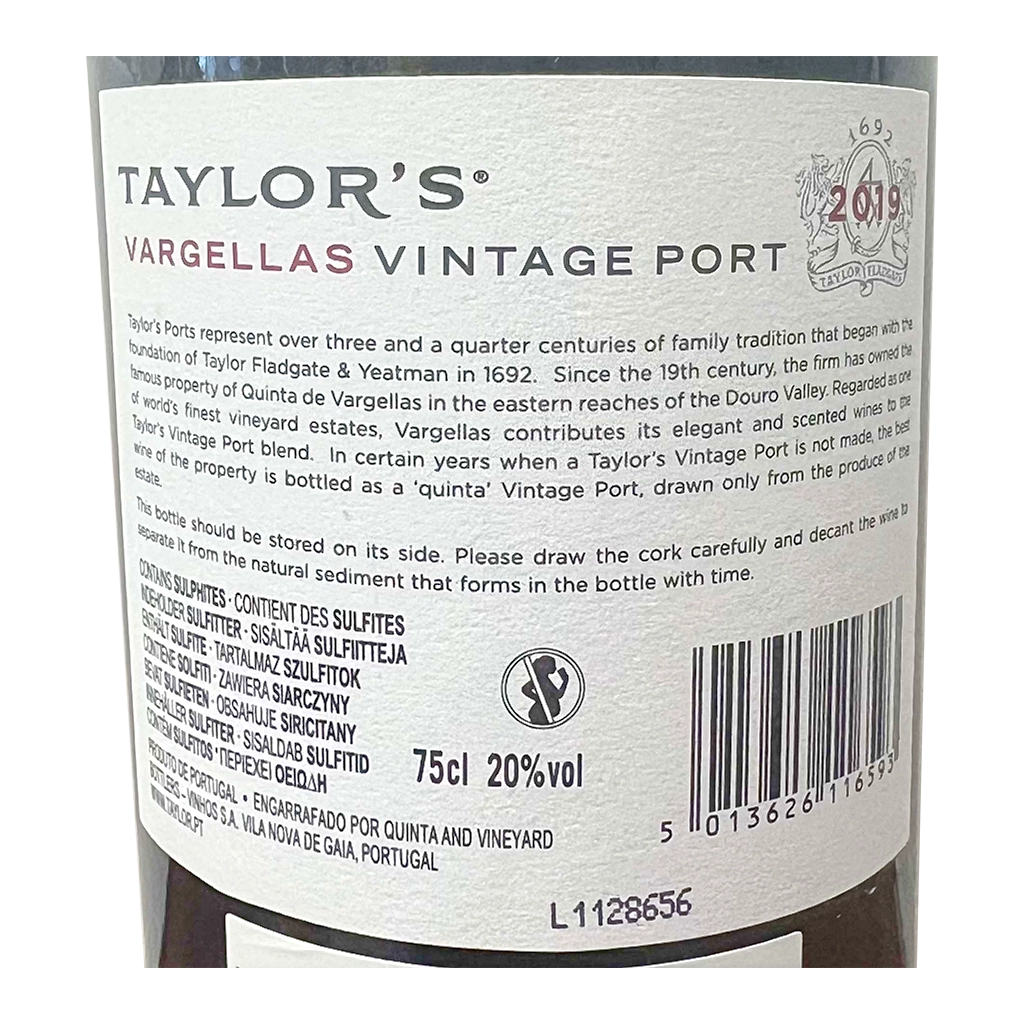 1692
TAYLOR'S®
2019
VARGELLAS VINTAGE PORT
TAYLOR FLADGATE
Taylor's Ports represent over three and a quarter centuries of family tradition that began with the
foundation of Taylor Fladgate & Yeatman in 1692. Since the 19th century, the firm has owned the
famous property of Quinta de Vargellas in the eastern reaches of the Douro Valley. Regarded as one
of world's finest vineyard estates, Vargellas contributes its elegant and scented wines to the
Taylor's Vintage Port blend. In certain years when a Taylor's Vintage Port is not made, the best
wine of the property is bottled as a 'quinta' Vintage Port, drawn only from the produce of the
estate.
This bottle should be stored on its side. Please draw the cork carefully and decant the wine to
separate it from the natural sediment that forms in the bottle with time.
CONTAINS SULPHITES · CONTIENT DES SULFITES
INDEHOLDER SULFITTER · SISÄLTÄÄ SULFIITTEJA
ENTHÄLT SULFITE · TARTALMAZ SZULFITOK
CONTIENE SOLFITI · ZAWIERA SIARCZYNY
BEVAT SULFIETEN · OBSAHUJE SIRICITANY
INNEHÅLLER SULFITER · SISALDAB SULFITID
CONTÉM SULFITOS · ΠΕΡΙΕΧΕΙ ΘΕΙΩΔΗ
PRODUTO DE PORTUGAL • ENGARRAFADO POR QUINTA AND VINEYARD
BOTTLERS – VINHOS S.A. VILA NOVA DE GAIA, PORTUGAL
WWW.TAYLOR.PT
75cl 20%vol
5 013626 116593
L1128656